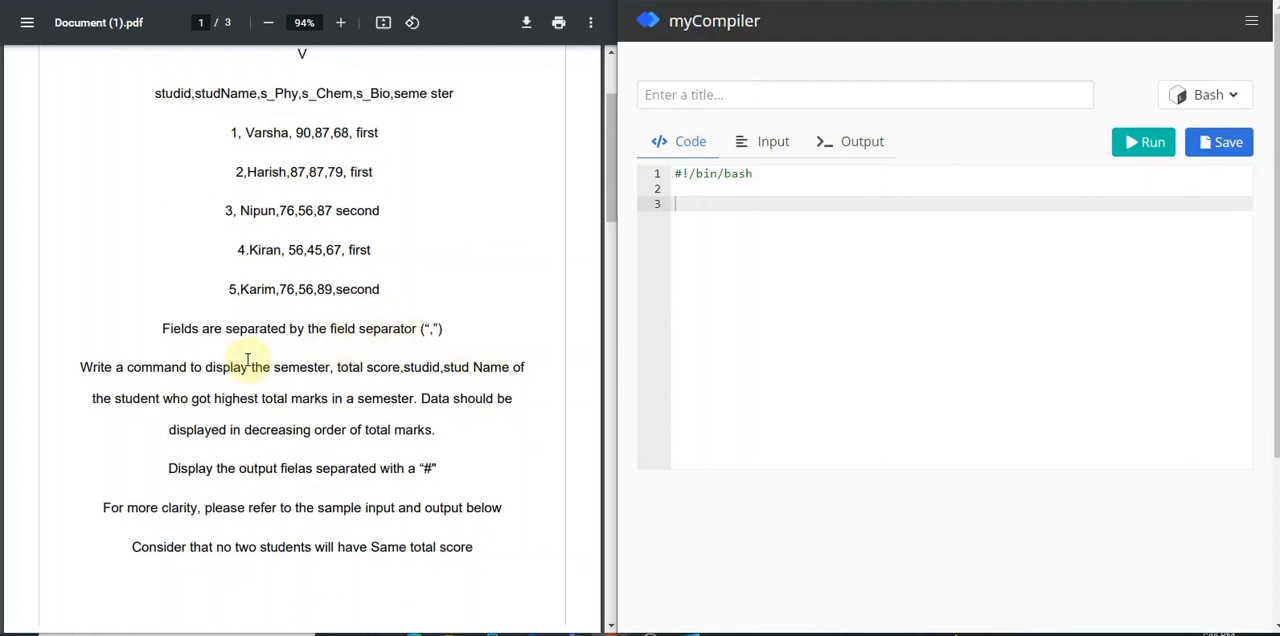 Document (1).pdf
1 / 3
94%
V
studid,studName,s_Phy,s_Chem,s_Bio,seme ster
1, Varsha, 90,87,68, first
2,Harish,87,87,79, first
3, Nipun,76,56,87 second
4.Kiran, 56,45,67, first
5,Karim,76,56,89,second
Fields are separated by the field separator (“,”)
Write a command to display the semester, total score,studid,stud Name of
the student who got highest total marks in a semester. Data should be
displayed in decreasing order of total marks.
Display the output fielas separated with a “#”
For more clarity, please refer to the sample input and output below
Consider that no two students will have Same total score
myCompiler
Enter a title...
Bash
Code
Input
Output
Run
Save
1 #!/bin/bash
2
3